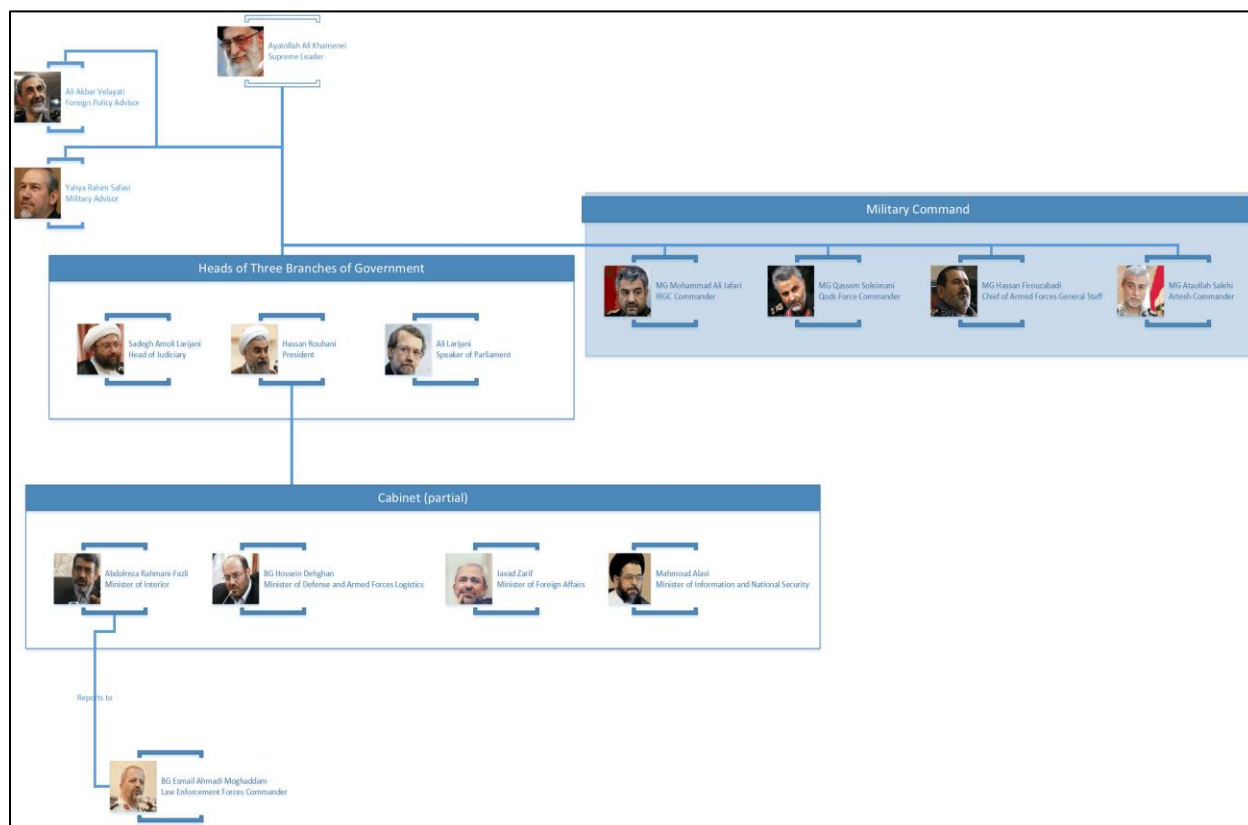 Ayatollah Ali Khamenei
Supreme Leader
Ali Akbar Velayati
Foreign Policy Advisor
Yahya Rahim Safavi
Military Advisor
Military Command
MG Mohammad Ali Jafari
IRGC Commander
MG Qassem Soleimani
Qods Force Commander
MG Hassan Firouzabadi
Chief of Armed Forces General Staff
MG Ataollah Salehi
Artesh Commander
Heads of Three Branches of Government
Sadegh Amoli Larijani
Head of Judiciary
Hassan Rouhani
President
Ali Larijani
Speaker of Parliament
Cabinet (partial)
Abdolreza Rahmani-Fazli
Minister of Interior
BG Hossein Dehghan
Minister of Defense and Armed Forces Logistics
Javad Zarif
Minister of Foreign Affairs
Mahmoud Alavi
Minister of Information and National Security
Reports to
BG Esmail Ahmadi Moghaddam
Law Enforcement Forces Commander